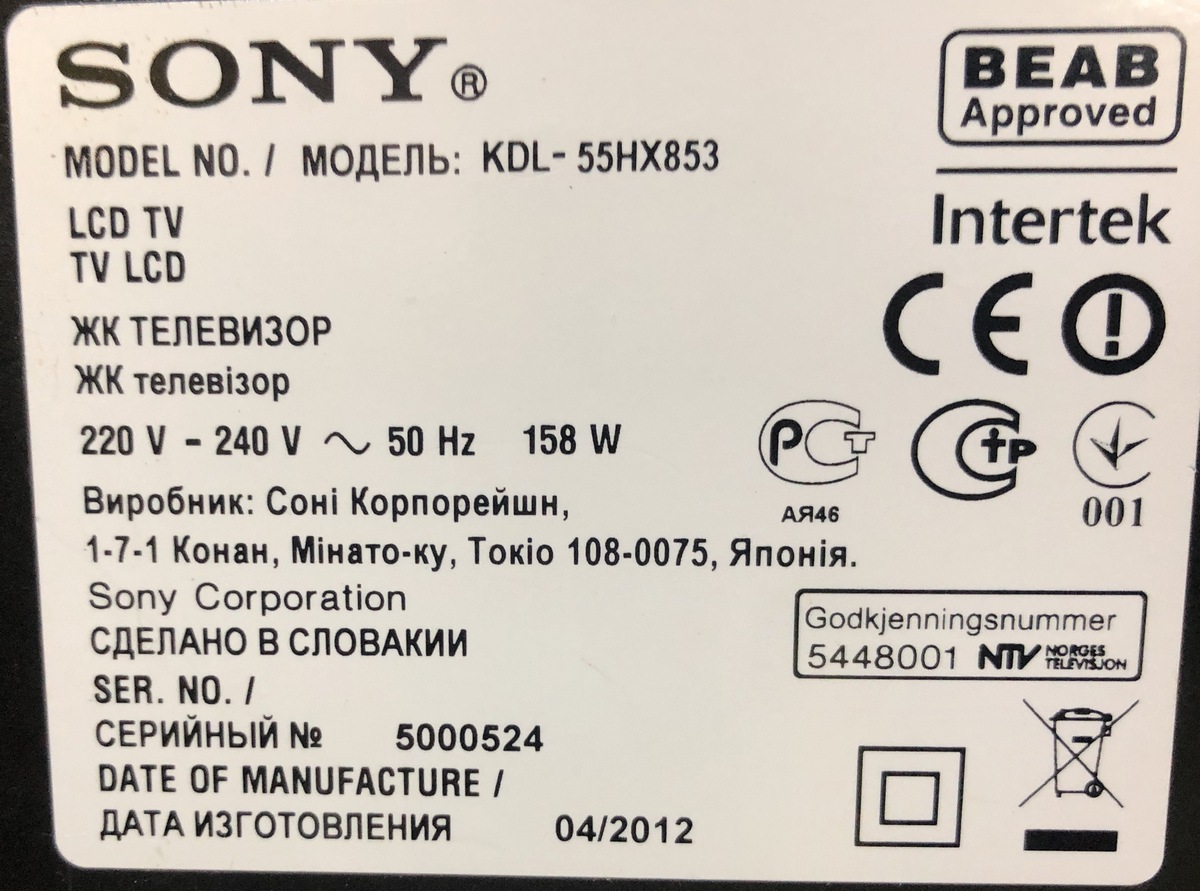 SONY®
MODEL NO. / МОДЕЛЬ: KDL- 55HX853
LCD TV
TV LCD
ЖК ТЕЛЕВИЗОР
ЖК телевізор
220 V - 240 V ~ 50 Hz 158 W
Виробник: Соні Корпорейшн,
1-7-1 Конан, Мінато-ку, Токіо 108-0075, Японія.
Sony Corporation
СДЕЛАНО В СЛОВАКИИ
SER. NO. /
СЕРИЙНЫЙ № 5000524
DATE OF MANUFACTURE /
ДАТА ИЗГОТОВЛЕНИЯ 04/2012
BEAB
Approved
Intertek
CE
РСТ
АЯ46
СТР
001
Godkjenningsnummer
5448001 NTV NORGES
TELEVISJON